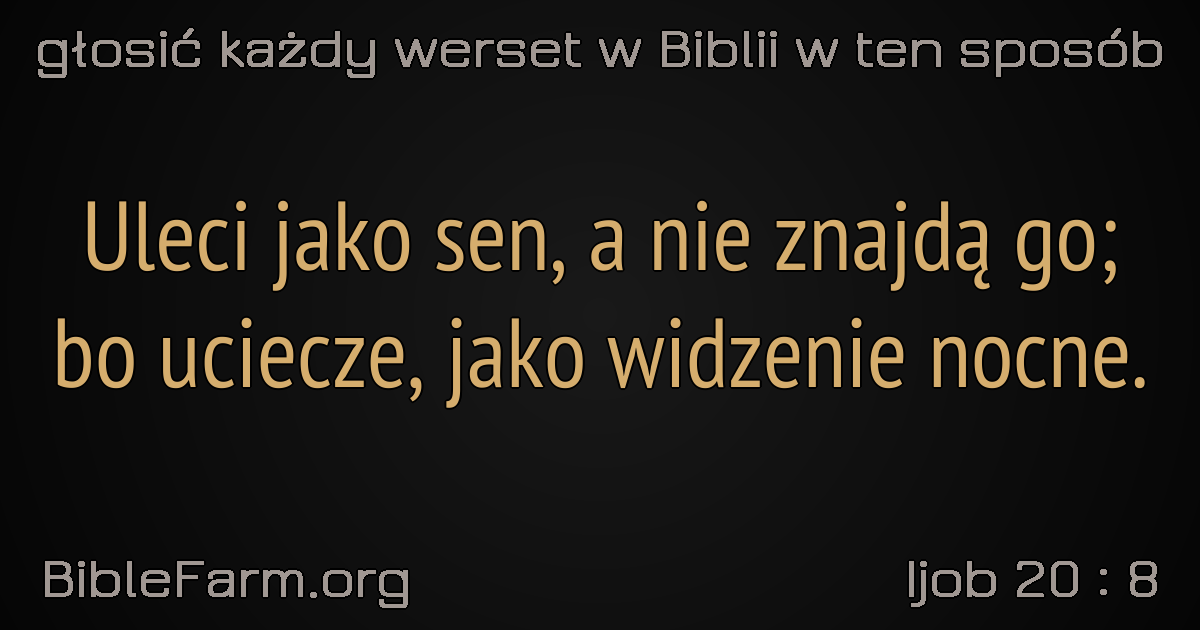 głosić każdy werset w Biblii w ten sposób
Uleci jako sen, a nie znajdą go;
bo uciecze, jako widzenie nocne.
BibleFarm.org
Ijob 20 : 8